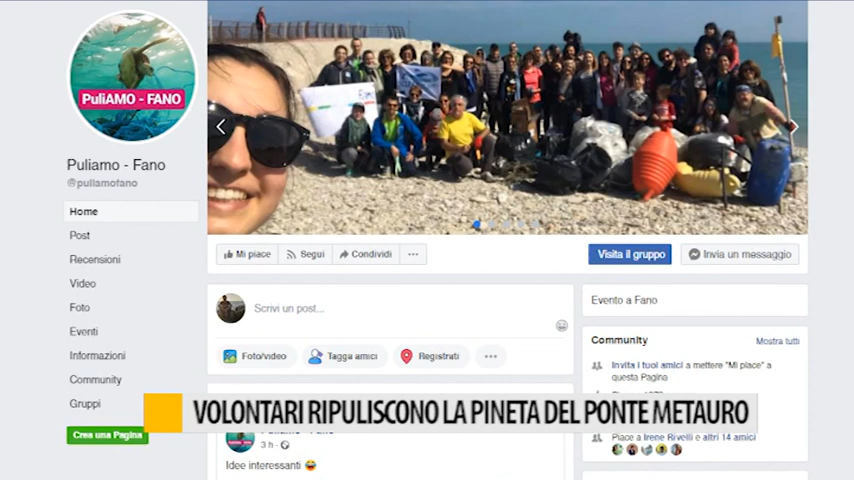 PuliAMO - FANO
Puliamo - Fano
@puliamofano
Home
Post
Recensioni
Video
Foto
Eventi
Informazioni
Community
Gruppi
Crea una Pagina
Mi piace
Segui
Condividi
Visita il gruppo
Invia un messaggio
Scrivi un post...
Foto/video
Tagga amici
Registrati
Evento a Fano
Community
Mostra tutti
Invita i tuoi amici a mettere "Mi piace" a
questa Pagina
VOLONTARI RIPULISCONO LA PINETA DEL PONTE METAURO
Piace a Irene Rivelli e altri 14 amici
3 h
Idee interessanti